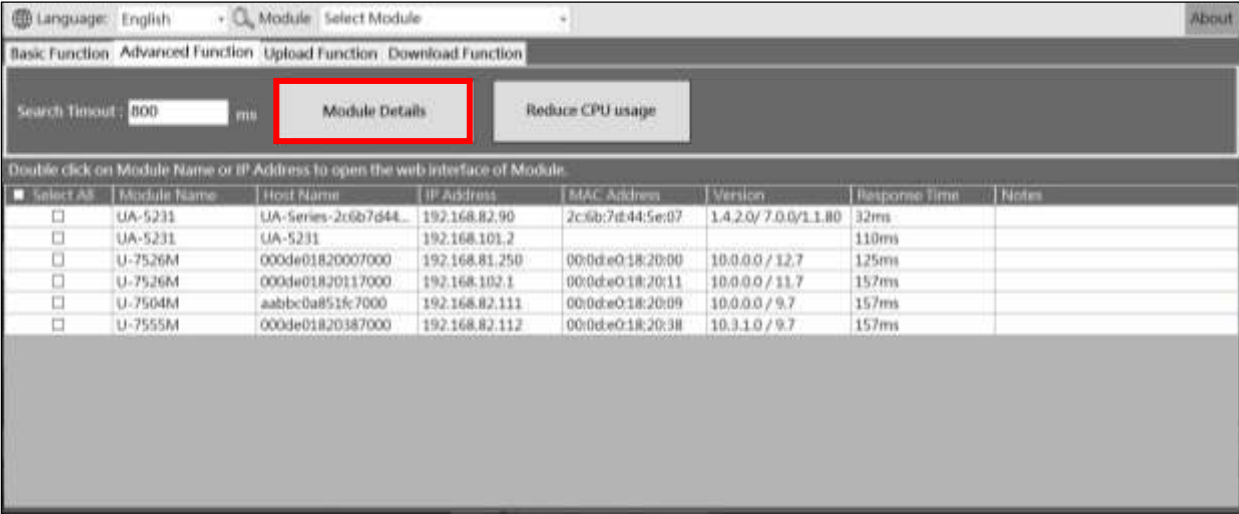 Language: English Module Select Module About
Basic Function Advanced Function Upload Function Download Function
Search Timout : 800 ms Module Details Reduce CPU usage
Double click on Module Name or IP Address to open the web interface of Module.
Select All Module Name Host Name IP Address MAC Address Version Response Time Notes
UA-5231 UA-Series-2c6b7d44... 192.168.82.90 2c:6b:7d:44:5e:07 1.4.2.0/ 7.0.0/1.1.80 32ms
UA-5231 UA-5231 192.168.101.2 110ms
U-7526M 000de01820007000 192.168.81.250 00:0d:e0:18:20:00 10.0.0.0 / 12.7 125ms
U-7526M 000de01820117000 192.168.102.1 00:0d:e0:18:20:11 10.0.0.0 / 11.7 157ms
U-7504M aabbc0a851fc7000 192.168.82.111 00:0d:e0:18:20:09 10.0.0.0 / 9.7 157ms
U-7555M 000de01820387000 192.168.82.112 00:0d:e0:18:20:38 10.3.1.0 / 9.7 157ms